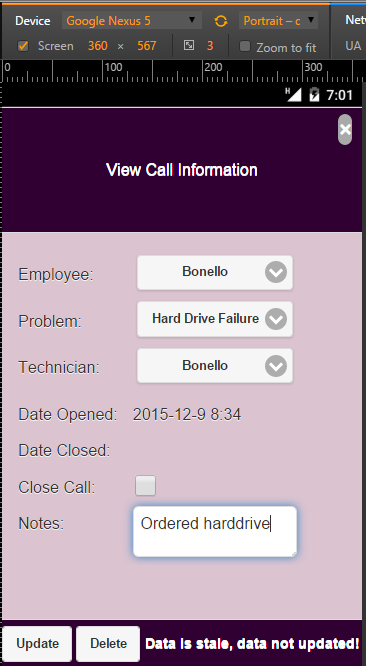 Device Google Nexus 5 Portrait – c Netw
Screen 360 × 567 3 Zoom to fit UA
0 100 200 300
H 7:01
View Call Information
Employee: Bonello
Problem: Hard Drive Failure
Technician: Bonello
Date Opened: 2015-12-9 8:34
Date Closed:
Close Call:
Notes: Ordered harddrive
Update Delete Data is stale, data not updated!